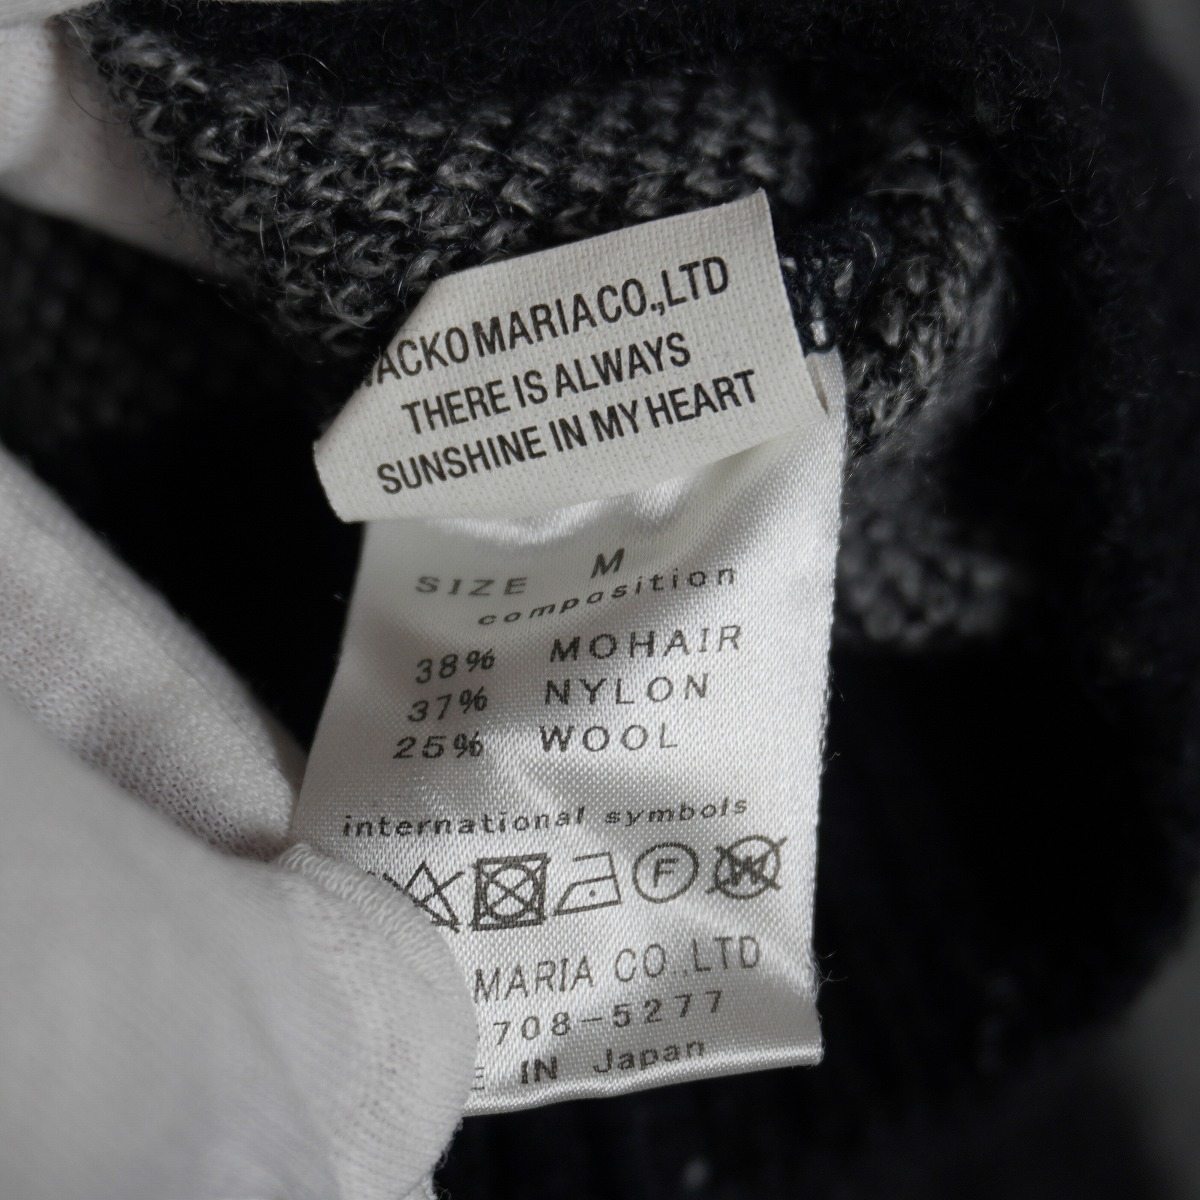 WACKO MARIA CO.,LTD
THERE IS ALWAYS
SUNSHINE IN MY HEART
SIZE M
composition
38% MOHAIR
37% NYLON
25% WOOL
international symbols
F W
MARIA CO.,LTD
708-5277
IN Japan